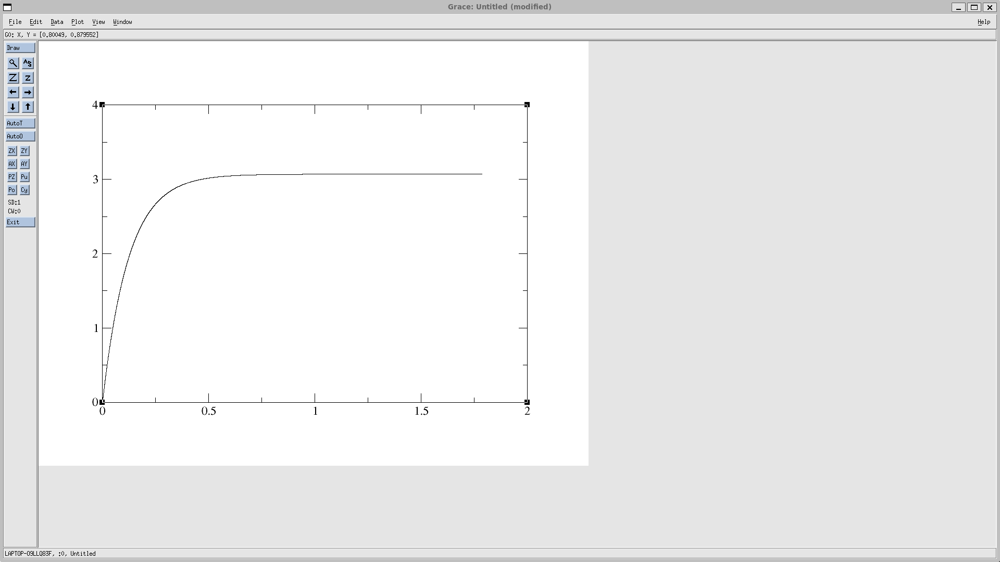 Grace: Untitled (modified)
File Edit Data Plot View Window Help
G0: X, Y = [0.80049, 0.879552]
Draw
AS
Z z
AutoT
AutoO
ZX ZY
AX AY
PZ Pu
Po Cy
SD:1
CW:0
Exit
4
3
2
1
0
0 0.5 1 1.5 2
LAPTOP-O9LLQ83F, :0, Untitled